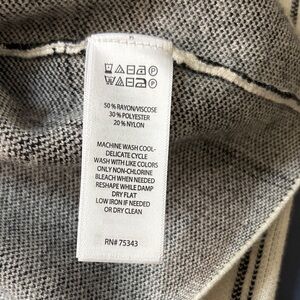 50% RAYON/VISCOSE
30% POLYESTER
20% NYLON
MACHINE WASH COOL-
DELICATE CYCLE
WASH WITH LIKE COLORS
ONLY NON-CHLORINE
BLEACH WHEN NEEDED
RESHAPE WHILE DAMP
DRY FLAT
LOW IRON IF NEEDED
OR DRY CLEAN
RN# 75343